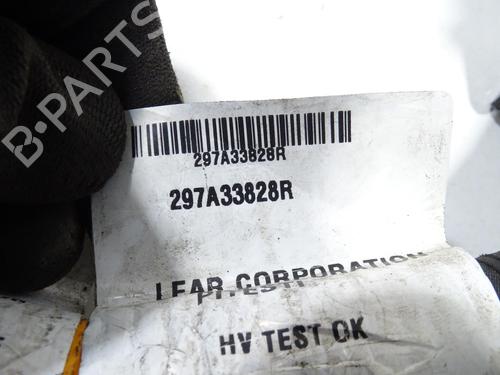 B-PARTS
297A33828R
297A33828R
LEAR CORPORATION
HV TEST OK